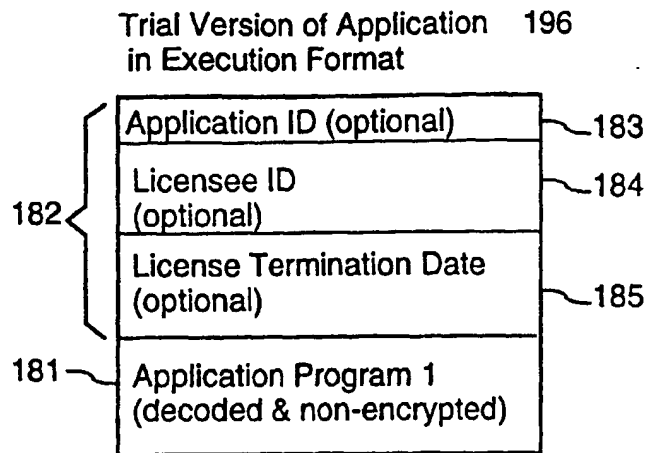 Trial Version of Application 196
in Execution Format
Application ID (optional)
183
Licensee ID
(optional)
184
182
License Termination Date
(optional)
185
181
Application Program 1
(decoded & non-encrypted)